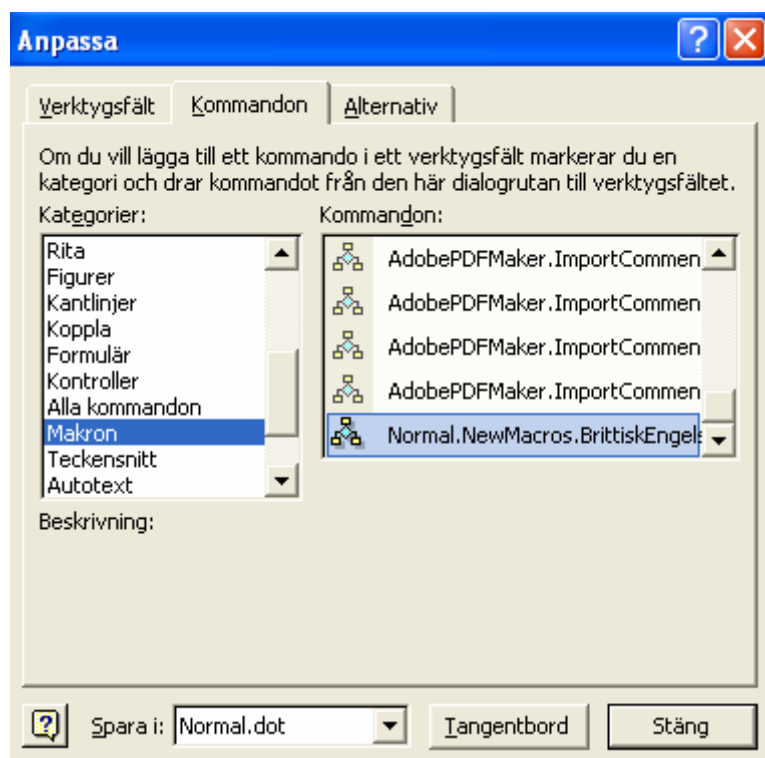 Anpassa
Verktygsfält Kommandon Alternativ
Om du vill lägga till ett kommando i ett verktygsfält markerar du en
kategori och drar kommandot från den här dialogrutan till verktygsfältet.
Kategorier:
Rita
Figurer
Kantlinjer
Koppla
Formulär
Kontroller
Alla kommandon
Makron
Teckensnitt
Autotext
Kommandon:
AdobePDFMaker.ImportCommen
AdobePDFMaker.ImportCommen
AdobePDFMaker.ImportCommen
AdobePDFMaker.ImportCommen
Normal.NewMacros.BrittiskEngels
Beskrivning:
Spara i: Normal.dot Tangentbord Stäng